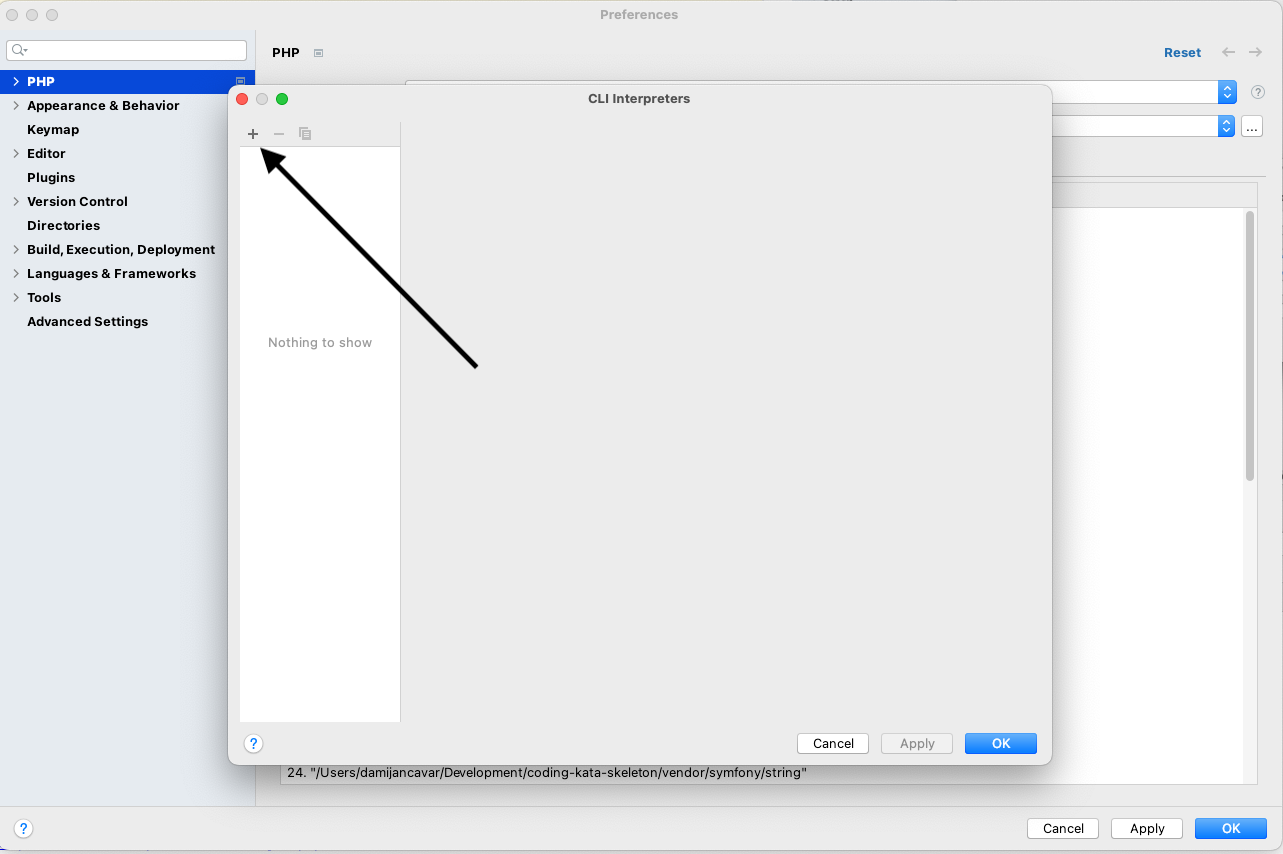 Preferences
PHP
Reset
PHP
Appearance & Behavior
Keymap
Editor
Plugins
Version Control
Directories
Build, Execution, Deployment
Languages & Frameworks
Tools
Advanced Settings
?
...
CLI Interpreters
Nothing to show
?
Cancel
Apply
OK
24. "/Users/damijancavar/Development/coding-kata-skeleton/vendor/symfony/string"
?
Cancel
Apply
OK